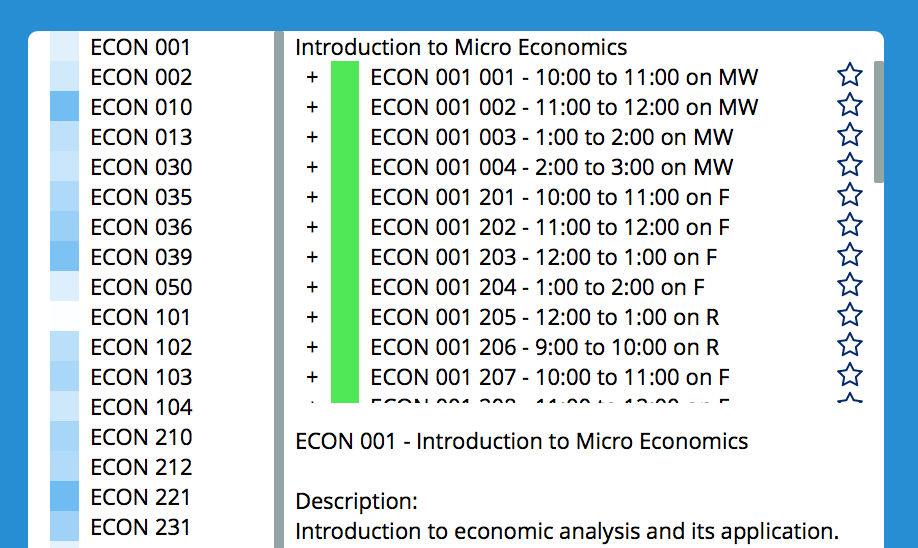 ECON 001
ECON 002
ECON 010
ECON 013
ECON 030
ECON 035
ECON 036
ECON 039
ECON 050
ECON 101
ECON 102
ECON 103
ECON 104
ECON 210
ECON 212
ECON 221
ECON 231
Introduction to Micro Economics
+ ECON 001 001 - 10:00 to 11:00 on MW
+ ECON 001 002 - 11:00 to 12:00 on MW
+ ECON 001 003 - 1:00 to 2:00 on MW
+ ECON 001 004 - 2:00 to 3:00 on MW
+ ECON 001 201 - 10:00 to 11:00 on F
+ ECON 001 202 - 11:00 to 12:00 on F
+ ECON 001 203 - 12:00 to 1:00 on F
+ ECON 001 204 - 1:00 to 2:00 on F
+ ECON 001 205 - 12:00 to 1:00 on R
+ ECON 001 206 - 9:00 to 10:00 on R
+ ECON 001 207 - 10:00 to 11:00 on F
ECON 001 - Introduction to Micro Economics
Description:
Introduction to economic analysis and its application.